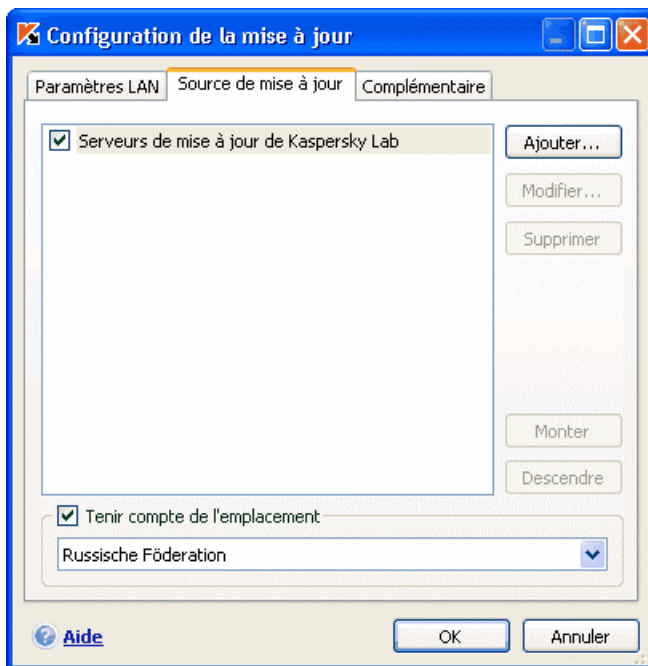 Configuration de la mise à jour
Paramètres LAN
Source de mise à jour
Complémentaire
Serveurs de mise à jour de Kaspersky Lab
Ajouter...
Modifier...
Supprimer
Monter
Descendre
Tenir compte de l'emplacement
Russische Föderation
Aide
OK
Annuler